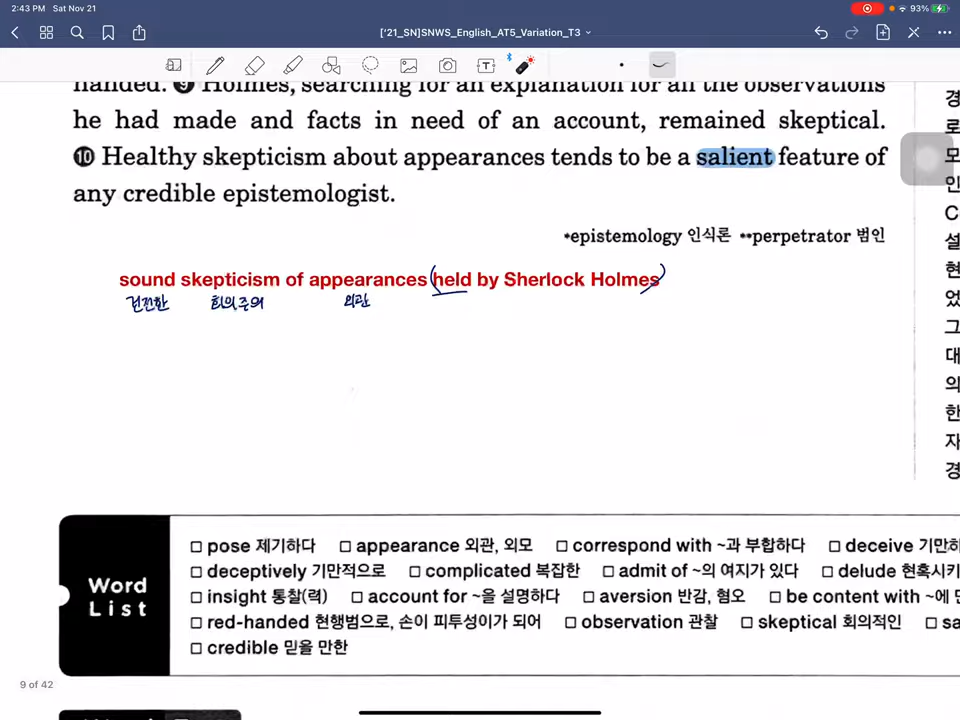 2:43 PM Sat Nov 21
93%
['21_SN]SNWS_English_AT5_Variation_T3
handed. ❾ Holmes, searching for an explanation for all the observations
he had made and facts in need of an account, remained skeptical.
❿ Healthy skepticism about appearances tends to be a salient feature of
any credible epistemologist.
*epistemology 인식론 **perpetrator 범인
sound skepticism of appearances (held by Sherlock Holmes)
건전한 회의주의 외관
경
로
모
인
C
설
현
었
그
대
의
한
자
경
Word
List
□ pose 제기하다 □ appearance 외관, 외모 □ correspond with ~과 부합하다 □ deceive 기만하
□ deceptively 기만적으로 □ complicated 복잡한 □ admit of ~의 여지가 있다 □ delude 현혹시키
□ insight 통찰(력) □ account for ~을 설명하다 □ aversion 반감, 혐오 □ be content with ~에
□ red-handed 현행범으로, 손이 피투성이가 되어 □ observation 관찰 □ skeptical 회의적인 □ sa
□ credible 믿을 만한
9 of 42